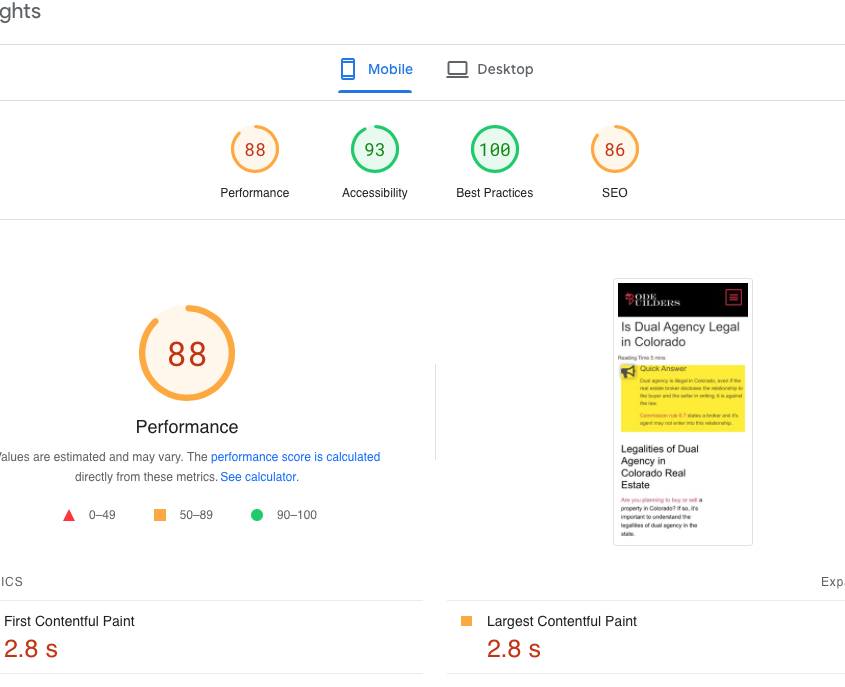 ghts
Mobile
Desktop
88
93
100
86
Performance
Accessibility
Best Practices
SEO
88
Performance
Values are estimated and may vary. The performance score is calculated
directly from these metrics. See calculator.
0–49
50–89
90–100
ODE
UILDERS
Is Dual Agency Legal
in Colorado
Reading Time 5 mins
Quick Answer
Dual agency is illegal in Colorado, even if the
real estate broker discloses the relationship to
the buyer and the seller in writing, it is against
the law.
Commission rule 6.7 states a broker and it's
agent may not enter into this relationship.
Legalities of Dual
Agency in
Colorado Real
Estate
Are you planning to buy or sell a
property in Colorado? If so, it's
important to understand the
legalities of dual agency in the
state.
ICS
Exp
First Contentful Paint
2.8 s
Largest Contentful Paint
2.8 s